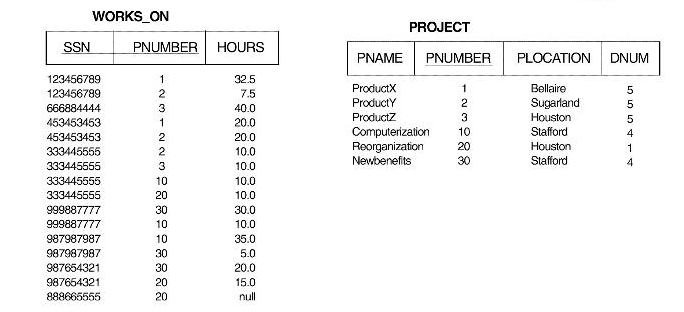 WORKS_ON
SSN PNUMBER HOURS
123456789 1 32.5
123456789 2 7.5
666884444 3 40.0
453453453 1 20.0
453453453 2 20.0
333445555 2 10.0
333445555 3 10.0
333445555 10 10.0
333445555 20 10.0
999887777 30 30.0
999887777 10 10.0
987987987 10 35.0
987987987 30 5.0
987654321 30 20.0
987654321 20 15.0
888665555 20 null
PROJECT
PNAME PNUMBER PLOCATION DNUM
ProductX 1 Bellaire 5
ProductY 2 Sugarland 5
ProductZ 3 Houston 5
Computerization 10 Stafford 4
Reorganization 20 Houston 1
Newbenefits 30 Stafford 4